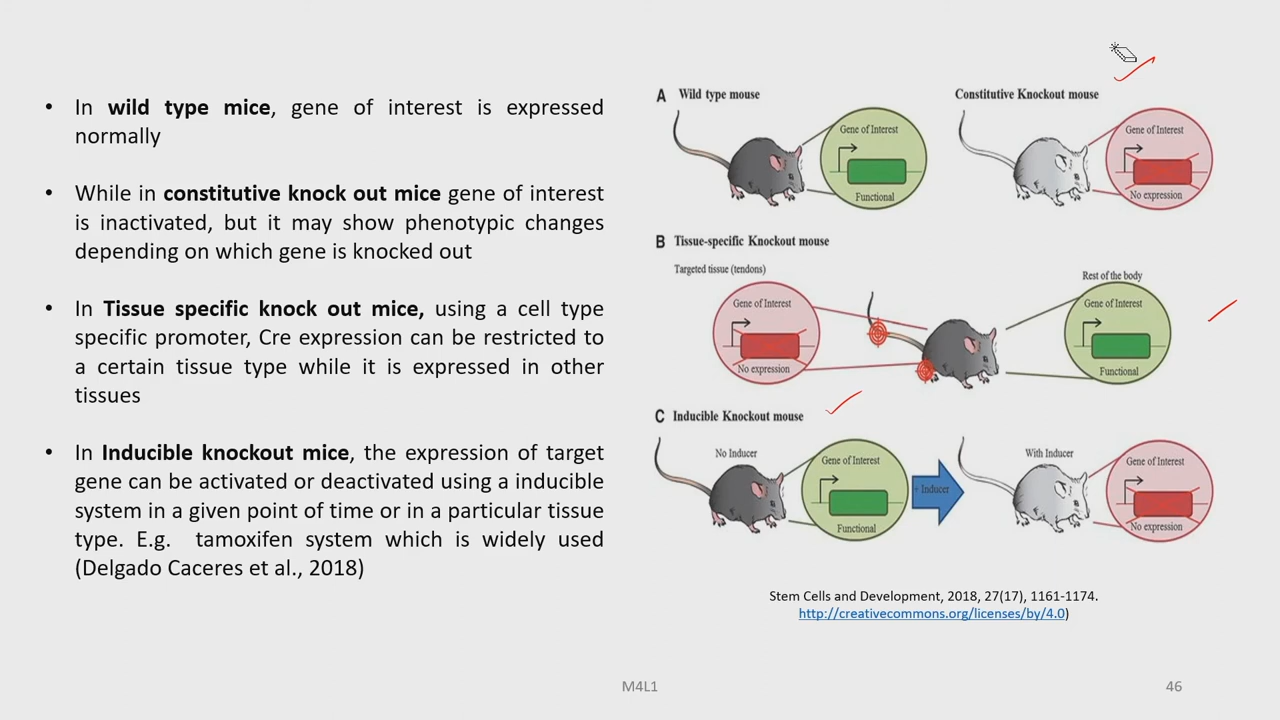 • In wild type mice, gene of interest is expressed
normally
• While in constitutive knock out mice gene of interest
is inactivated, but it may show phenotypic changes
depending on which gene is knocked out
• In Tissue specific knock out mice, using a cell type
specific promoter, Cre expression can be restricted to
a certain tissue type while it is expressed in other
tissues
• In Inducible knockout mice, the expression of target
gene can be activated or deactivated using a inducible
system in a given point of time or in a particular tissue
type. E.g. tamoxifen system which is widely used
(Delgado Caceres et al., 2018)
A Wild type mouse
Gene of Interest
Functional
Constitutive Knockout mouse
Gene of Interest
No expression
B Tissue-specific Knockout mouse
Targeted tissue (tendons)
Gene of Interest
No expression
Rest of the body
Gene of Interest
Functional
C Inducible Knockout mouse
No Inducer
Gene of Interest
Functional
+ Inducer
With Inducer
Gene of Interest
No expression
Stem Cells and Development, 2018, 27(17), 1161-1174.
http://creativecommons.org/licenses/by/4.0)
M4L1
46